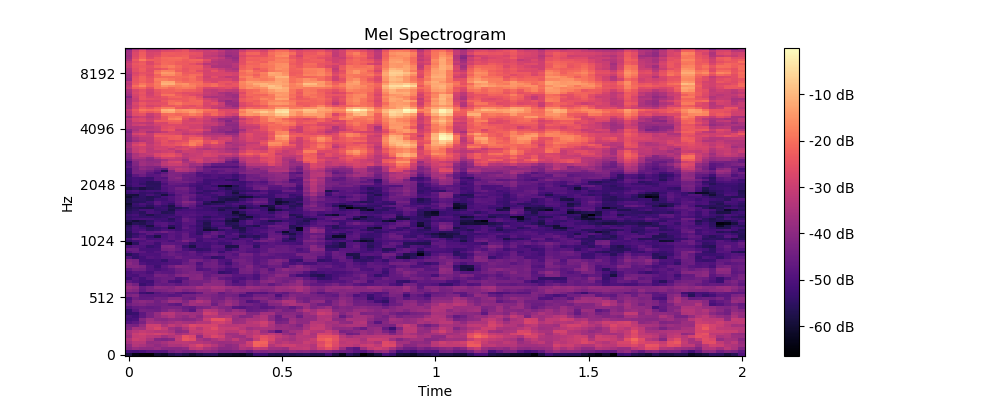 Mel Spectrogram
Hz
8192
4096
2048
1024
512
0
0
0.5
1
1.5
2
Time
-10 dB
-20 dB
-30 dB
-40 dB
-50 dB
-60 dB